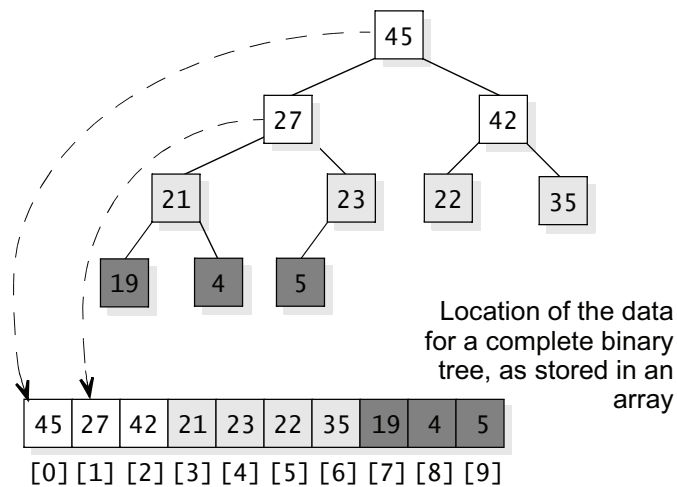 45
27 42
21 23 22 35
19 4 5
Location of the data
for a complete binary
tree, as stored in an
array
45 27 42 21 23 22 35 19 4 5
[0] [1] [2] [3] [4] [5] [6] [7] [8] [9]